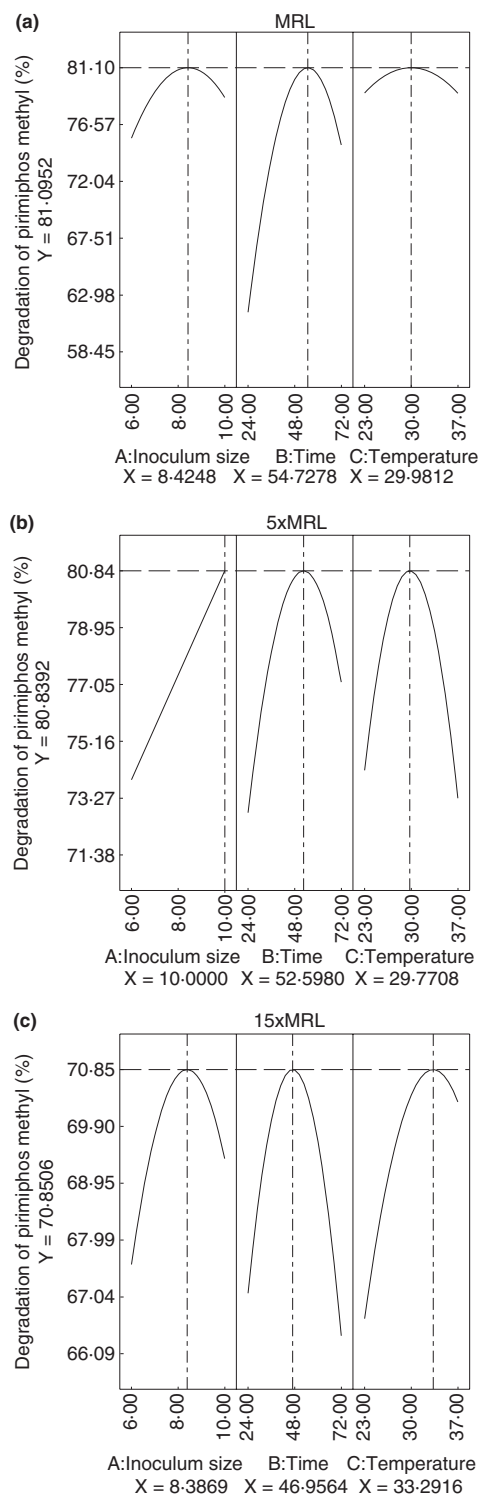 (a)
MRL
Degradation of pirimiphos methyl (%)
Y = 81·0952
81·10
76·57
72·04
67·51
62·98
58·45
6·00
8·00
10·00
24·00
48·00
72·00
23·00
30·00
37·00
A:Inoculum size B:Time C:Temperature
X = 8·4248 X = 54·7278 X = 29·9812
(b)
5xMRL
Degradation of pirimiphos methyl (%)
Y = 80·8392
80·84
78·95
77·05
75·16
73·27
71·38
6·00
8·00
10·00
24·00
48·00
72·00
23·00
30·00
37·00
A:Inoculum size B:Time C:Temperature
X = 10·0000 X = 52·5980 X = 29·7708
(c)
15xMRL
Degradation of pirimiphos methyl (%)
Y = 70·8506
70·85
69·90
68·95
67·99
67·04
66·09
6·00
8·00
10·00
24·00
48·00
72·00
23·00
30·00
37·00
A:Inoculum size B:Time C:Temperature
X = 8·3869 X = 46·9564 X = 33·2916